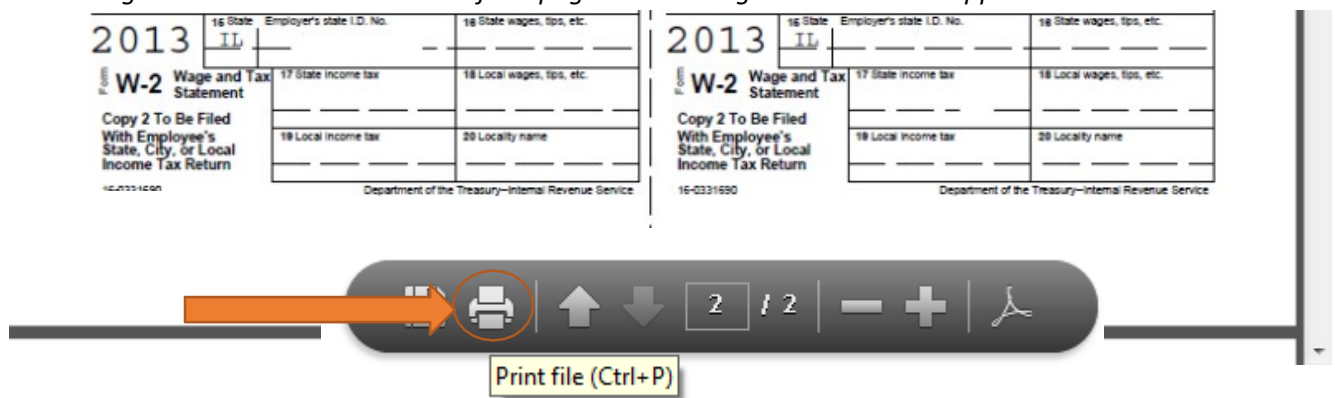 16 State Employer's state I.D. No. 18 State wages, tips, etc.
2013 IL
Form W-2 Wage and Tax Statement
17 State income tax 18 Local wages, tips, etc.
Copy 2 To Be Filed
With Employee's
State, City, or Local
Income Tax Return
19 Local income tax 20 Locality name
16-0331690 Department of the Treasury—Internal Revenue Service
16 State Employer's state I.D. No. 18 State wages, tips, etc.
2013 IL
Form W-2 Wage and Tax Statement
17 State income tax 18 Local wages, tips, etc.
Copy 2 To Be Filed
With Employee's
State, City, or Local
Income Tax Return
19 Local income tax 20 Locality name
16-0331690 Department of the Treasury—Internal Revenue Service
2 / 2
Print file (Ctrl+P)